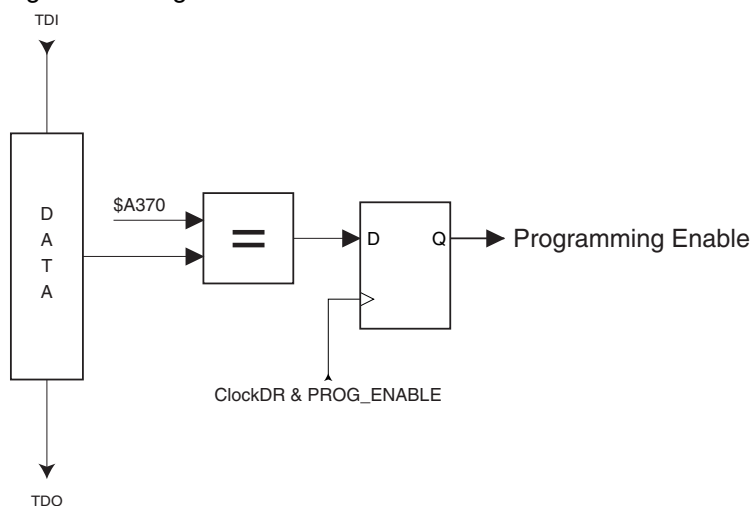 TDI
D
A
T
A
$A370
=
D
Q
Programming Enable
ClockDR & PROG_ENABLE
TDO